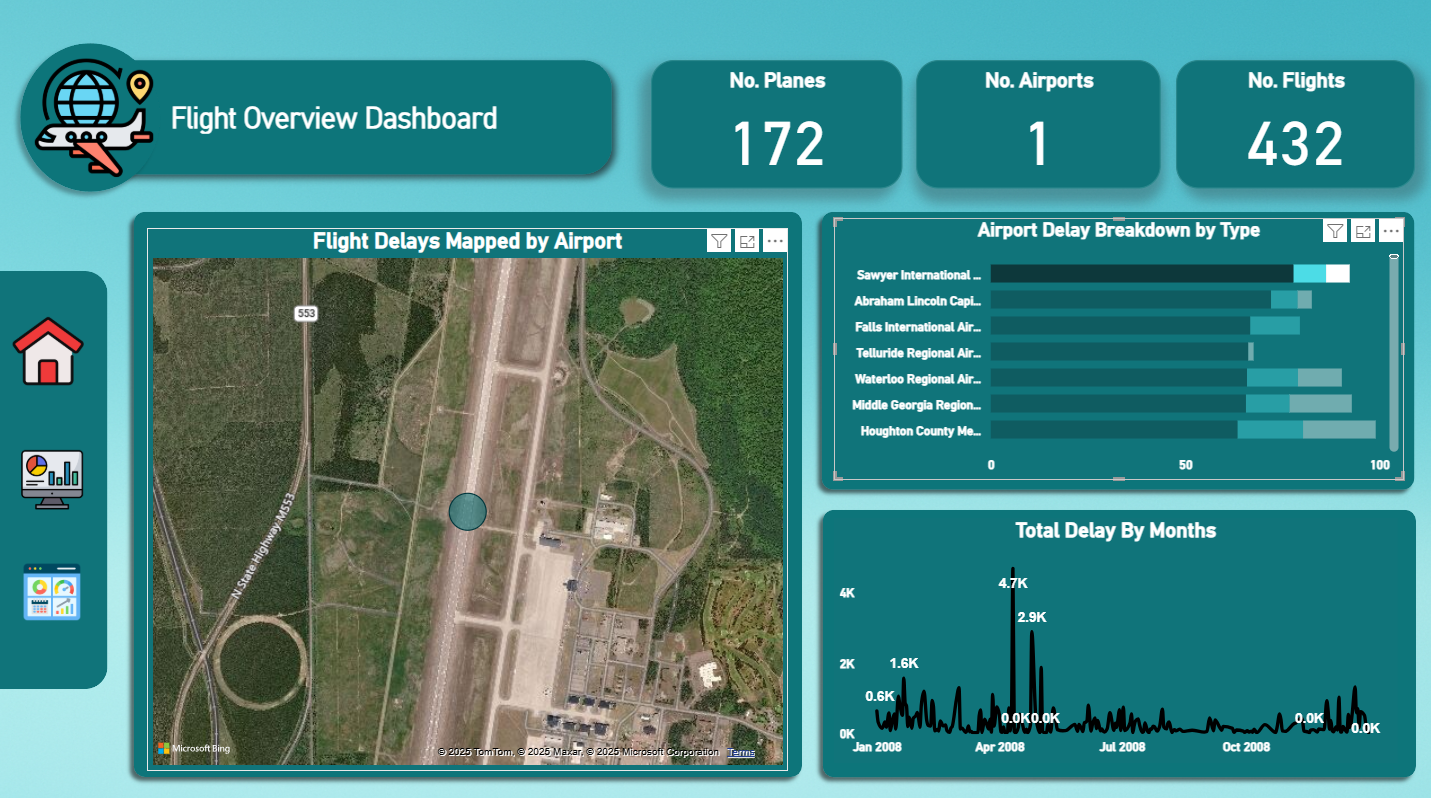 Flight Overview Dashboard
No. Planes
172
No. Airports
1
No. Flights
432
Flight Delays Mapped by Airport
553
N State Highway M553
Microsoft Bing
© 2025 TomTom, © 2025 Maxar, © 2025 Microsoft Corporation Terms
Airport Delay Breakdown by Type
Sawyer International ...
Abraham Lincoln Capi...
Falls International Air...
Telluride Regional Air...
Waterloo Regional Air...
Middle Georgia Region...
Houghton County Me...
0 50 100
Total Delay By Months
4K
2K
0K
4.7K
2.9K
1.6K
0.6K
0.0K
0.0K
0.0K
0.0K
Jan 2008 Apr 2008 Jul 2008 Oct 2008